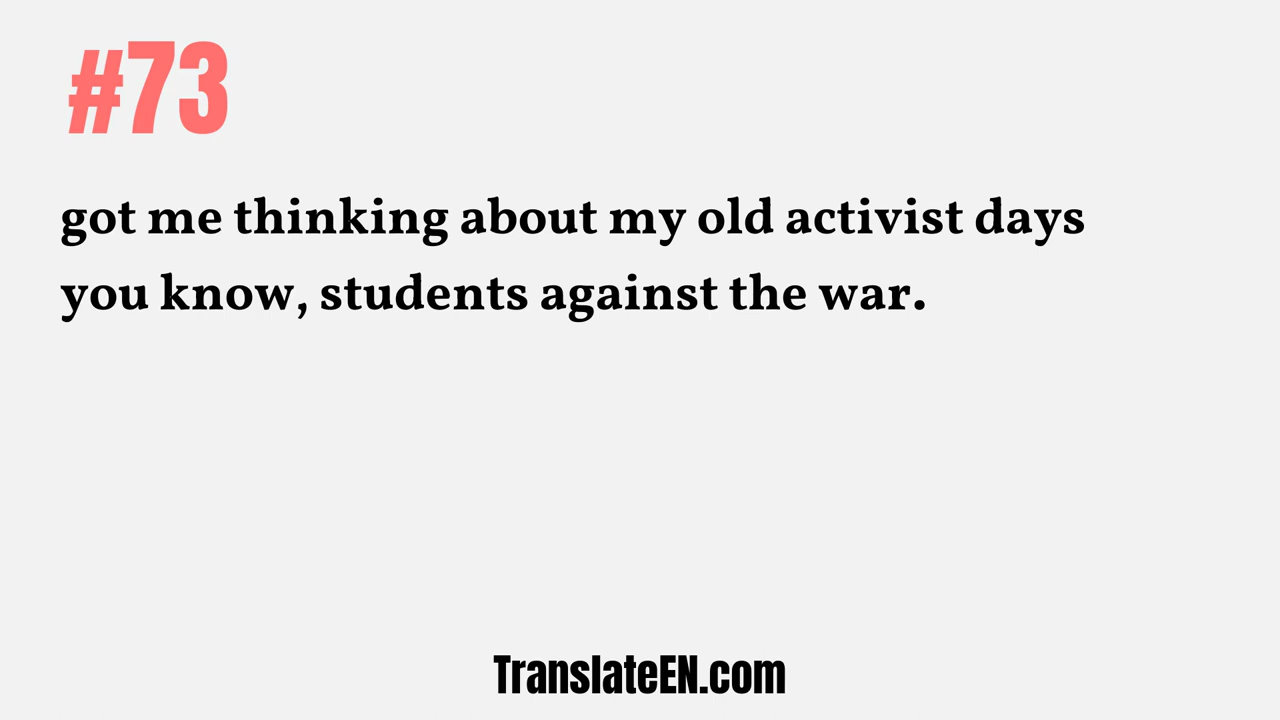 #73
got me thinking about my old activist days
you know, students against the war.
TranslateEN.com